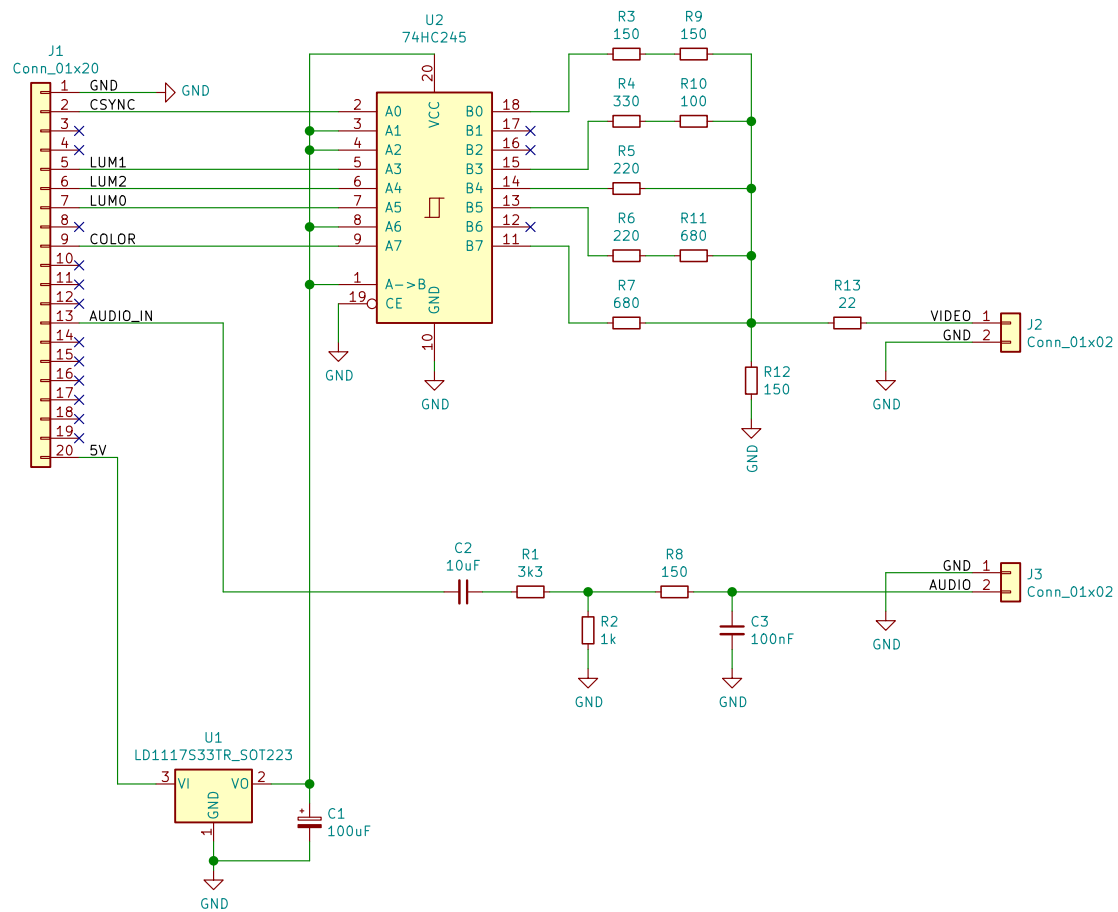 J1
Conn_01x20
1 GND
GND
2 CSYNC
3
4
5 LUM1
6 LUM2
7 LUM0
8
9 COLOR
10
11
12
13 AUDIO_IN
14
15
16
17
18
19
20 5V
U2
74HC245
20
VCC
2 A0
3 A1
4 A2
5 A3
6 A4
7 A5
8 A6
9 A7
1 A->B
19 CE
GND
10
GND
GND
B0 18
B1 17
B2 16
B3 15
B4 14
B5 13
B6 12
B7 11
R3
150
R9
150
R4
330
R10
100
R5
220
R6
220
R11
680
R7
680
R13
22
R12
150
GND
VIDEO 1
GND 2
J2
Conn_01x02
GND
C2
10uF
R1
3k3
R2
1k
GND
R8
150
C3
100nF
GND
GND 1
AUDIO 2
J3
Conn_01x02
GND
U1
LD1117S33TR_SOT223
3 VI
VO 2
GND
1
+
C1
100uF
GND